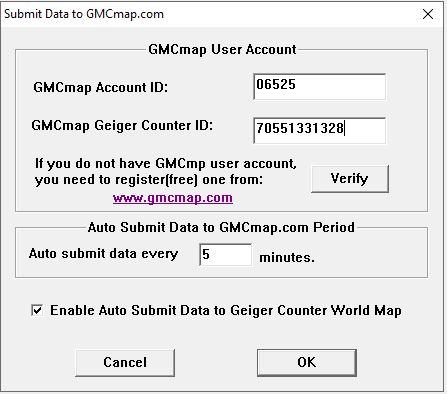 Submit Data to GMCmap.com
GMCmap User Account
GMCmap Account ID:
06525
GMCmap Geiger Counter ID:
70551331328
If you do not have GMCmp user account,
you need to register(free) one from:
www.gmcmap.com
Verify
Auto Submit Data to GMCmap.com Period
Auto submit data every 5 minutes.
Enable Auto Submit Data to Geiger Counter World Map
Cancel
OK